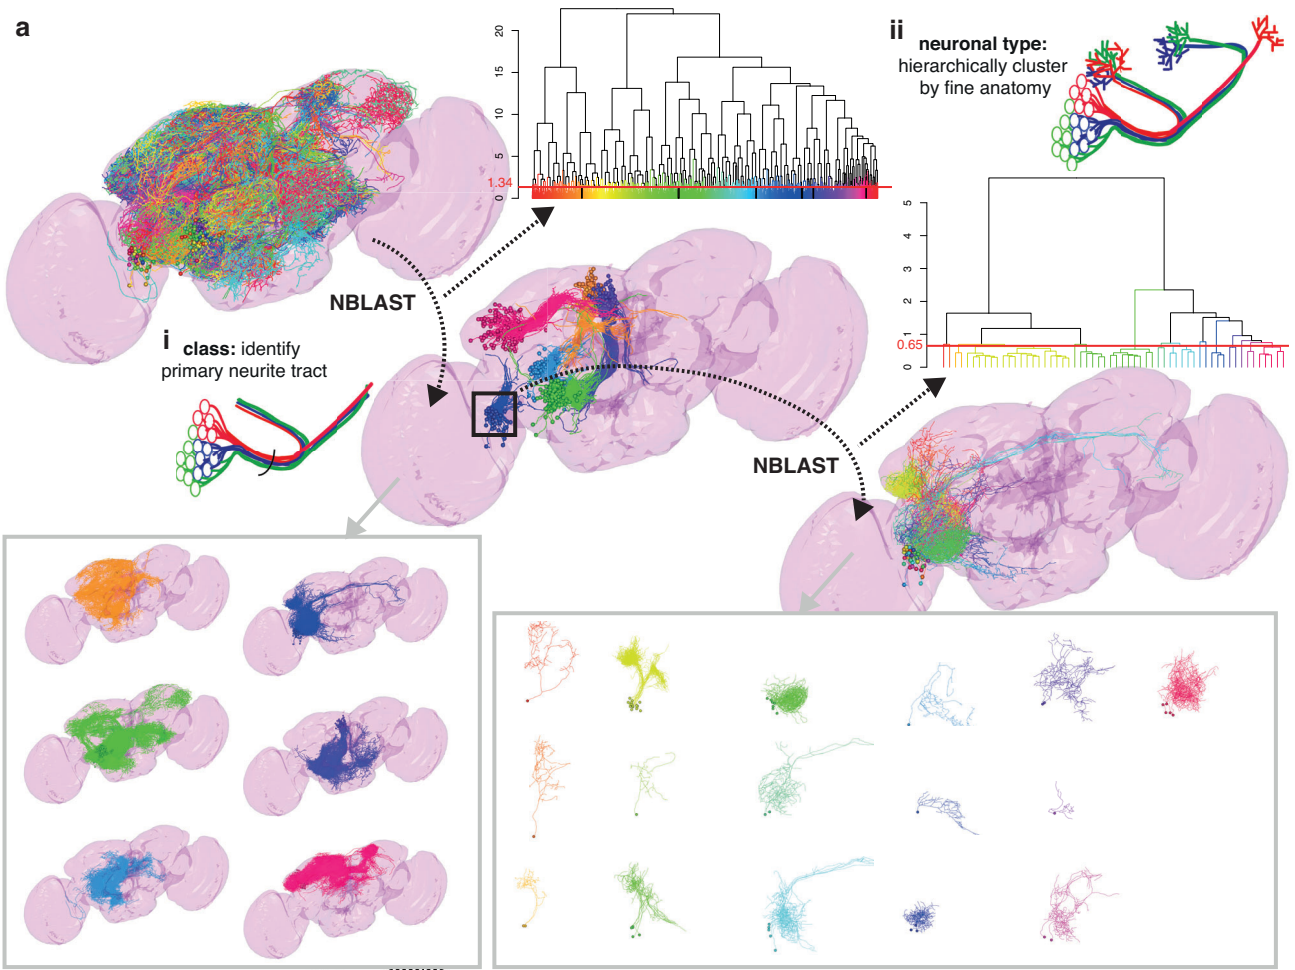 a
20
15
10
5
0
1.34
ii
neuronal type:
hierarchically cluster
by fine anatomy
5
4
3
2
1
0
0.65
NBLAST
i
class: identify
primary neurite tract
NBLAST